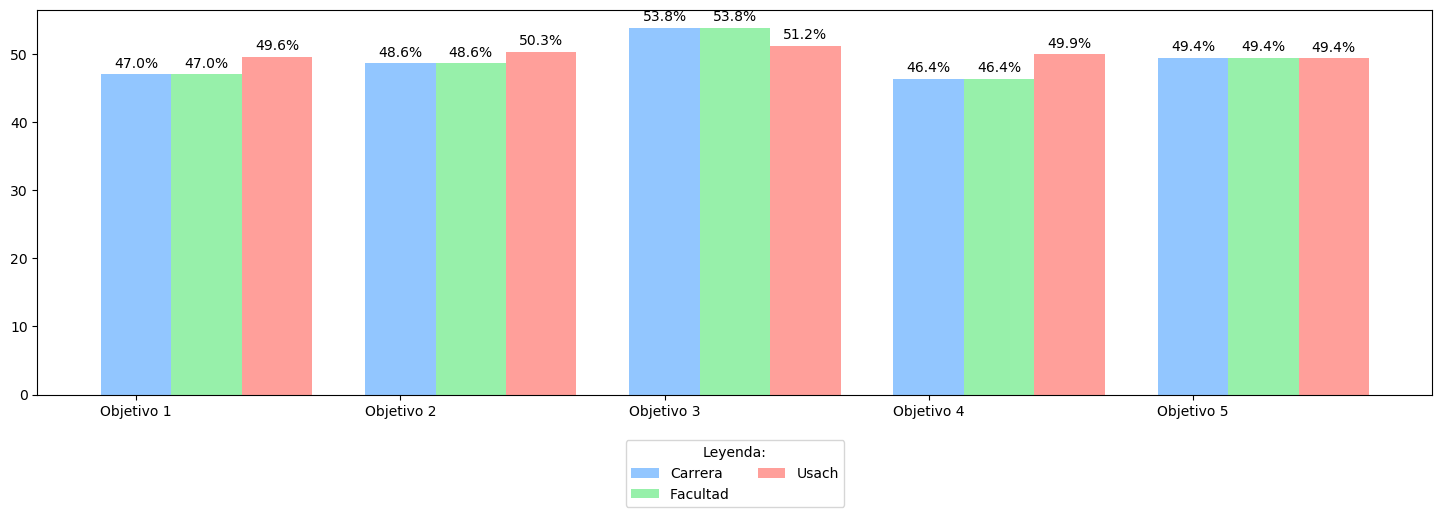 53.8% 53.8%
51.2%
50.3%
49.6%
49.9%
49.4% 49.4% 49.4%
48.6% 48.6%
47.0% 47.0%
46.4% 46.4%
50
40
30
20
10
0
Objetivo 1 Objetivo 2 Objetivo 3 Objetivo 4 Objetivo 5
Leyenda:
Carrera Usach
Facultad